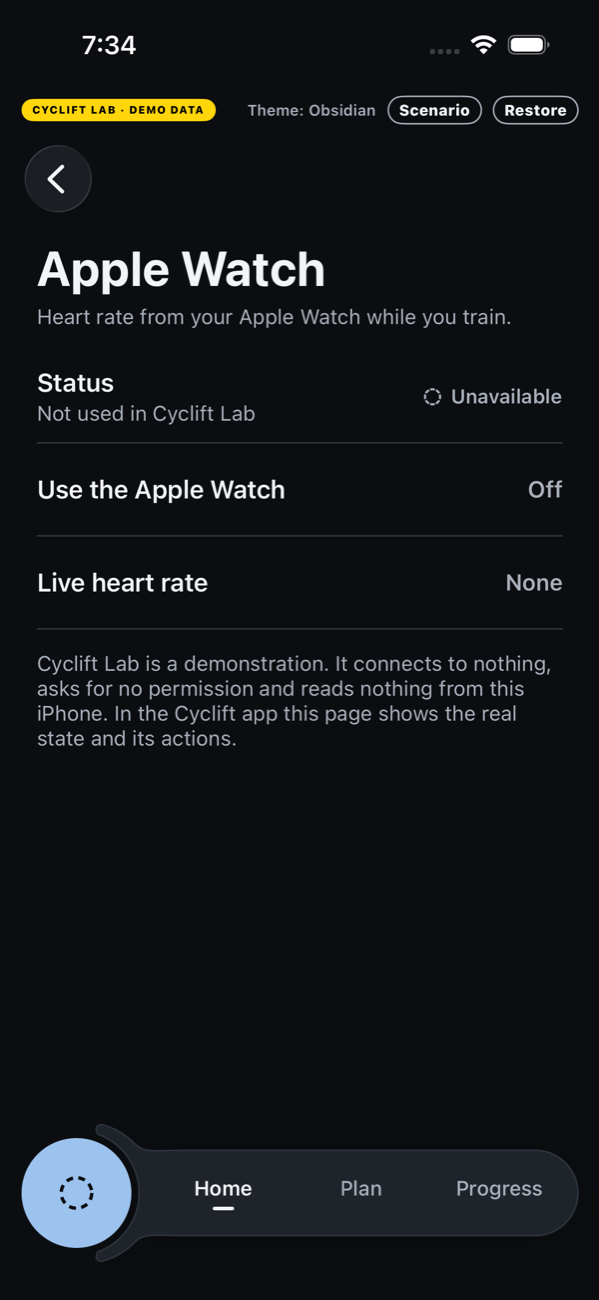 7:34
CYCLIFT LAB · DEMO DATA
Theme: Obsidian
Scenario
Restore
Apple Watch
Heart rate from your Apple Watch while you train.
Status
Not used in Cyclift Lab
Unavailable
Use the Apple Watch
Off
Live heart rate
None
Cyclift Lab is a demonstration. It connects to nothing,
asks for no permission and reads nothing from this
iPhone. In the Cyclift app this page shows the real
state and its actions.
Home
Plan
Progress